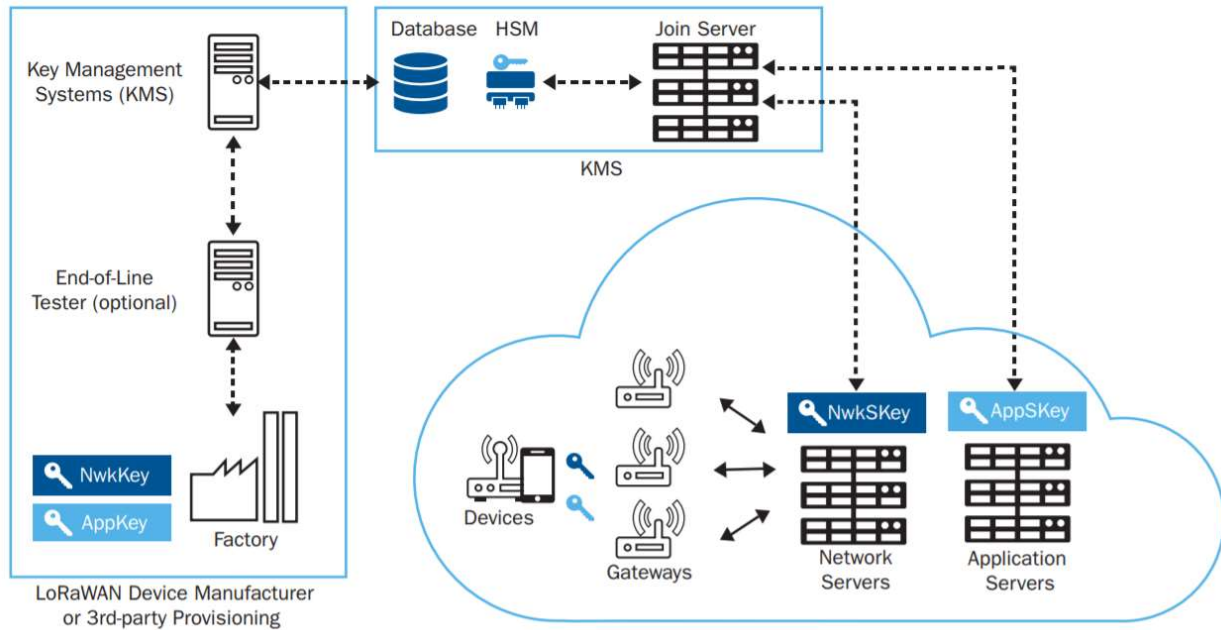 Key Management
Systems (KMS)
End-of-Line
Tester (optional)
NwkKey
AppKey
Factory
LoRaWAN Device Manufacturer
or 3rd-party Provisioning
Database
HSM
Join Server
KMS
NwkSKey
AppSKey
Devices
Gateways
Network
Servers
Application
Servers